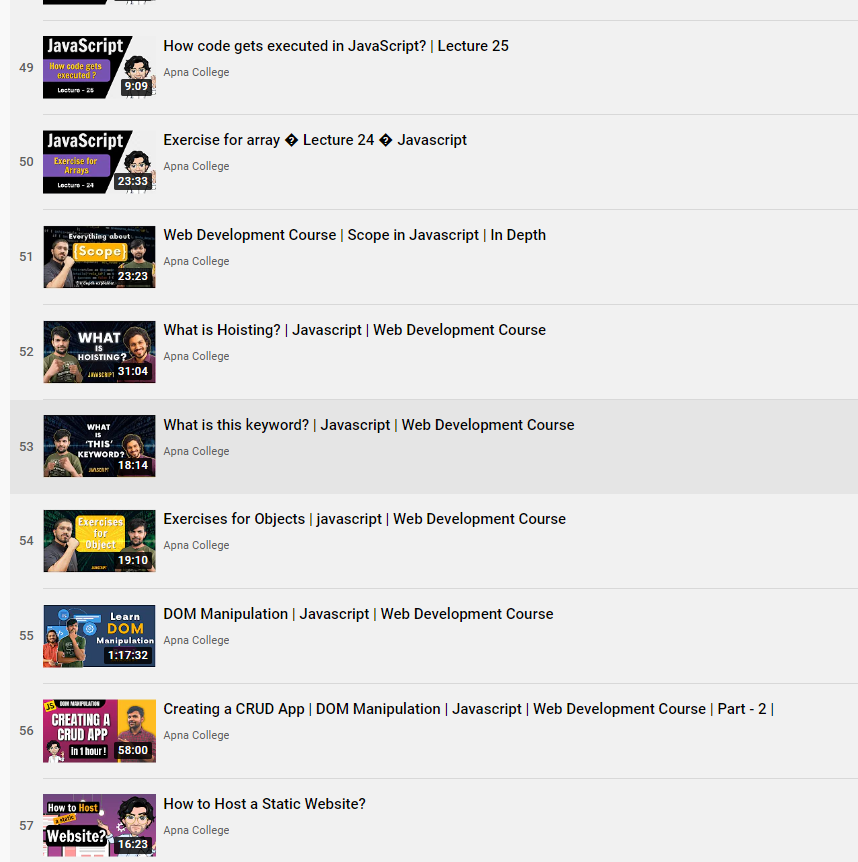 49
JavaScript
How code gets
executed ?
Lecture - 25
9:09
How code gets executed in JavaScript? | Lecture 25
Apna College
50
JavaScript
Exercise for
Arrays
Lecture - 24
23:33
Exercise for array � Lecture 24 � Javascript
Apna College
51
Everything about
{Scope}
23:23
Web Development Course | Scope in Javascript | In Depth
Apna College
52
WHAT
IS
HOISTING?
JAVASCRIPT
31:04
What is Hoisting? | Javascript | Web Development Course
Apna College
53
WHAT
IS
'THIS'
KEYWORD?
JAVASCRIPT
18:14
What is this keyword? | Javascript | Web Development Course
Apna College
54
Exercises
for
Object
19:10
Exercises for Objects | javascript | Web Development Course
Apna College
55
Learn
DOM
Manipulation
1:17:32
DOM Manipulation | Javascript | Web Development Course
Apna College
56
JS
DOM MANIPULATION
CREATING A
CRUD APP
in 1 hour !
58:00
Creating a CRUD App | DOM Manipulation | Javascript | Web Development Course | Part - 2 |
Apna College
57
How to Host
a static
Website?
16:23
How to Host a Static Website?
Apna College